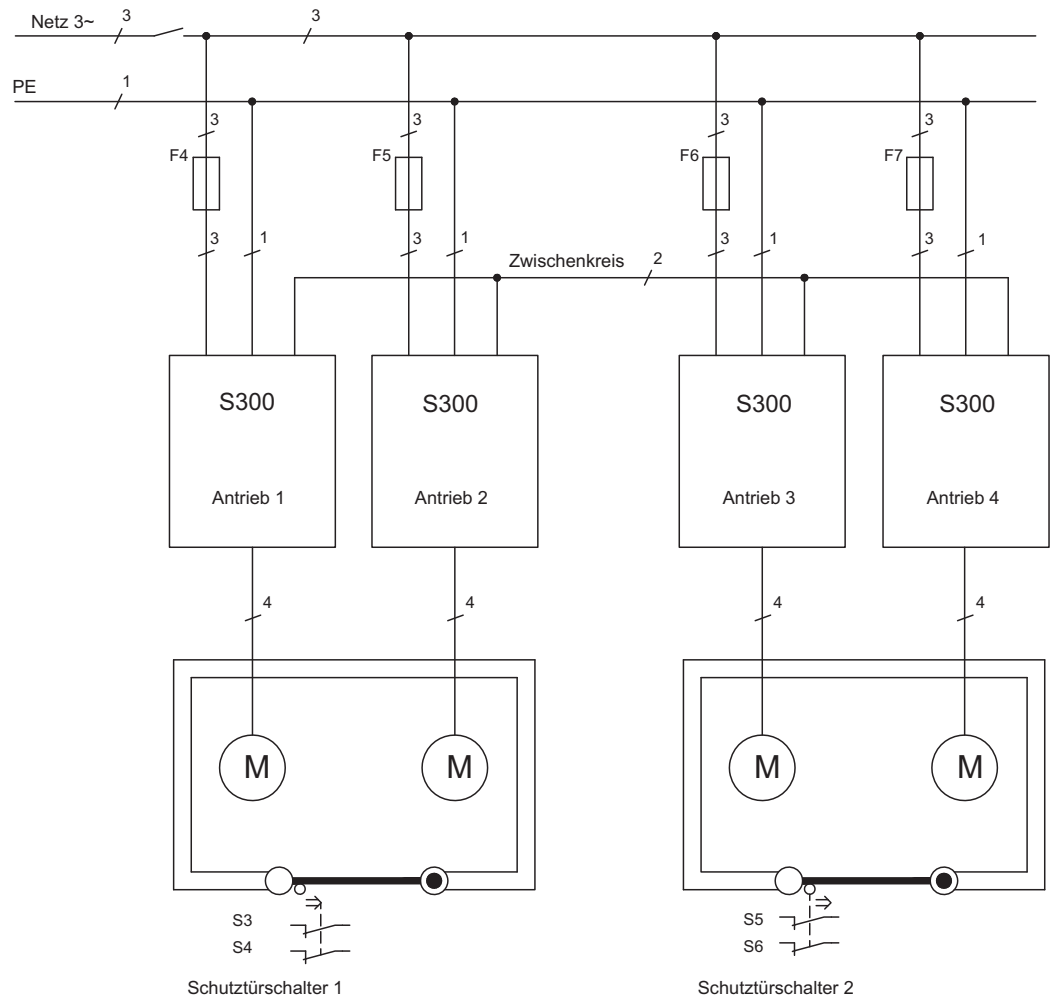 Netz 3~ 3 3
PE 1
3 3 3 3
F4 F5 F6 F7
3 1 3 1 3 1 3 1
Zwischenkreis 2
S300 S300 S300 S300
Antrieb 1 Antrieb 2 Antrieb 3 Antrieb 4
4 4 4 4
M M M M
S3 S5
S4 S6
Schutztürschalter 1 Schutztürschalter 2